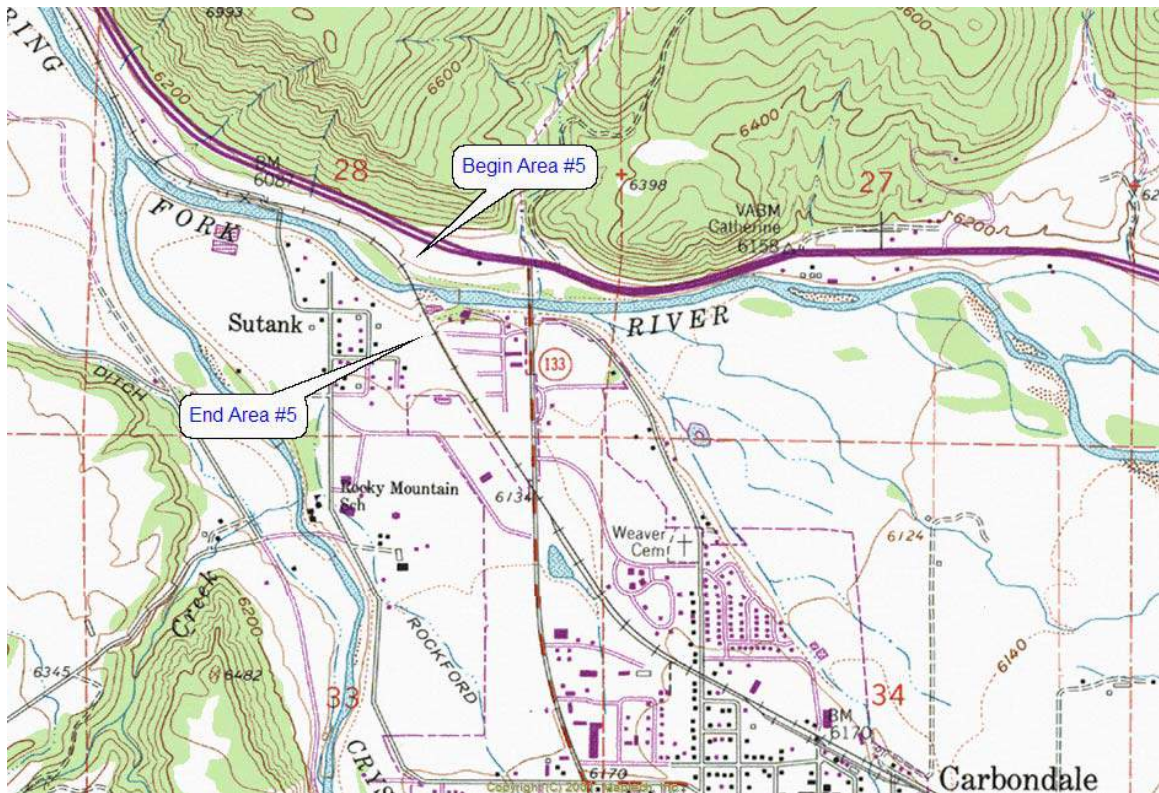 6993
6600
RING
6200
6400
28
BM
6087
Begin Area #5
6398
27
VABM
Catherine
6158
6200
FORK
Sutank
RIVER
133
DITCH
End Area #5
Rocky Mountain
Sch
6134
Weaver
Cem
6124
Creek
6200
ROCKFORD
6140
6345
6482
33
34
BM
6170
CRYS
6170
Carbondale